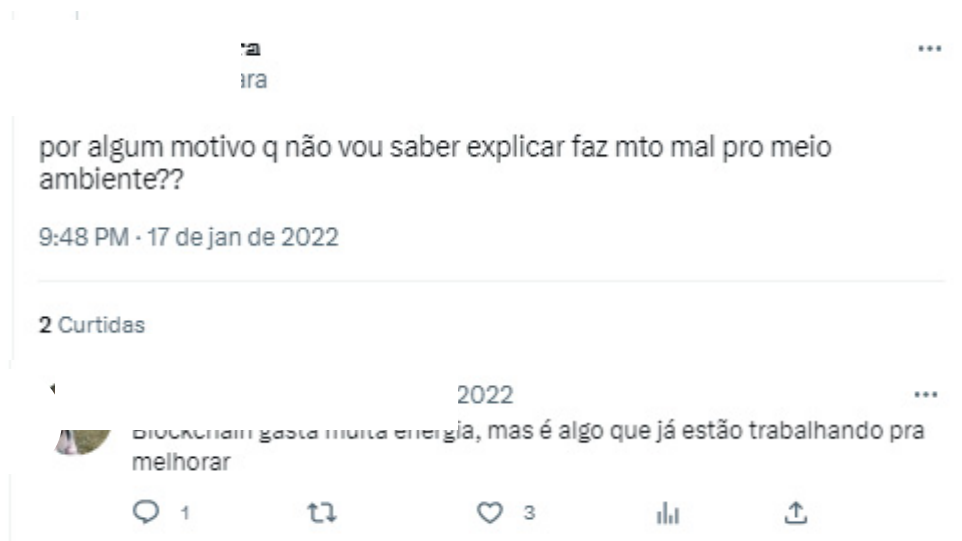 ra
ara
por algum motivo q não vou saber explicar faz mto mal pro meio
ambiente??
9:48 PM · 17 de jan de 2022
2 Curtidas
2022
Blockchain gasta muita energia, mas é algo que já estão trabalhando pra
melhorar
1 3